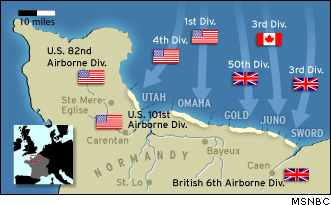 10 miles
1st Div.
3rd Div.
4th Div.
U.S. 82nd
Airborne Div.
50th Div.
3rd Div.
UTAH
OMAHA
GOLD
JUNO
SWORD
Ste Mere-
Eglise
U.S. 101st
Airborne Div.
Carentan
NORMANDY
Bayeux
Caen
St. Lo
British 6th Airborne Div.
MSNBC